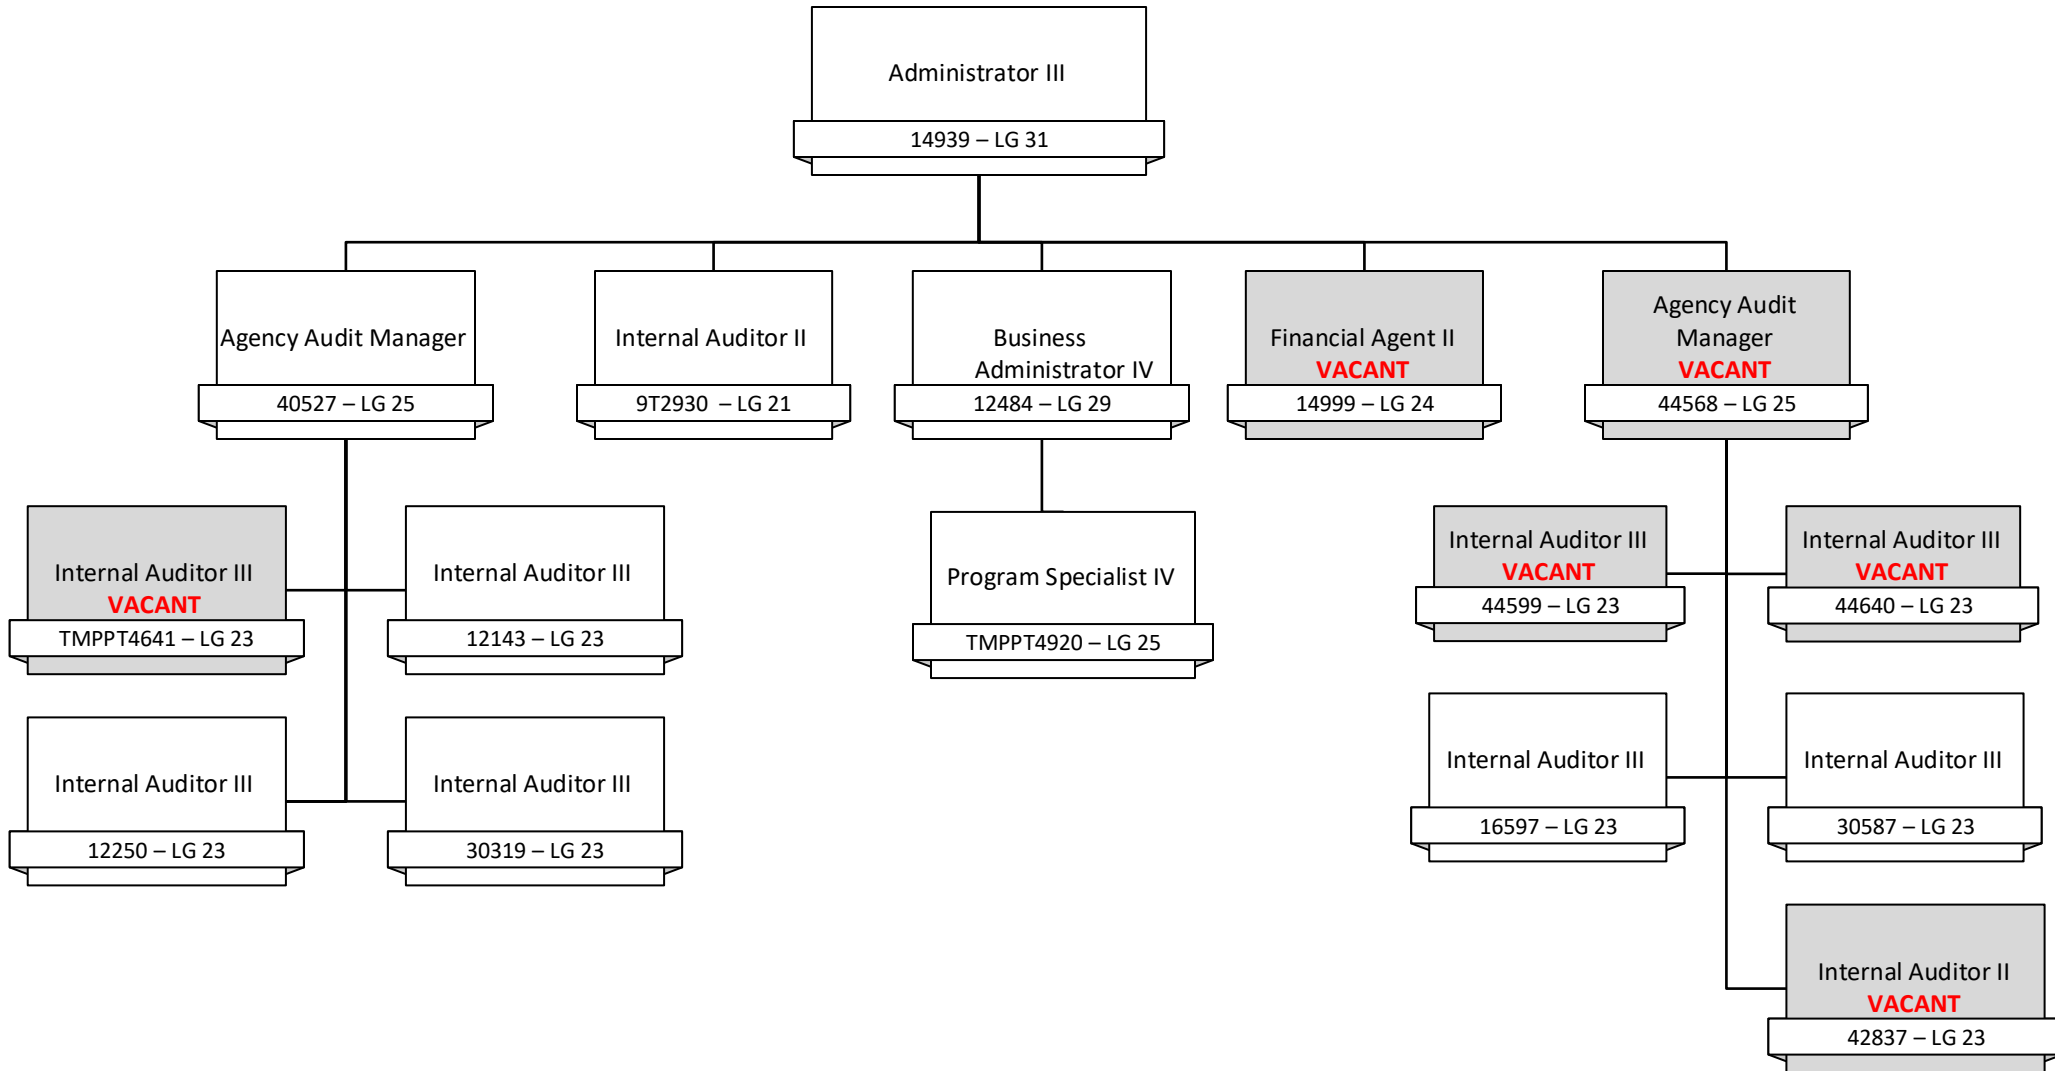 Administrator III
14939 – LG 31
Agency Audit Manager
40527 – LG 25
Internal Auditor II
9T2930 – LG 21
Business
Administrator IV
12484 – LG 29
Financial Agent II
VACANT
14999 – LG 24
Agency Audit
Manager
VACANT
44568 – LG 25
Internal Auditor III
VACANT
TMPPT4641 – LG 23
Internal Auditor III
12143 – LG 23
Program Specialist IV
TMPPT4920 – LG 25
Internal Auditor III
VACANT
44599 – LG 23
Internal Auditor III
VACANT
44640 – LG 23
Internal Auditor III
12250 – LG 23
Internal Auditor III
30319 – LG 23
Internal Auditor III
16597 – LG 23
Internal Auditor III
30587 – LG 23
Internal Auditor II
VACANT
42837 – LG 23